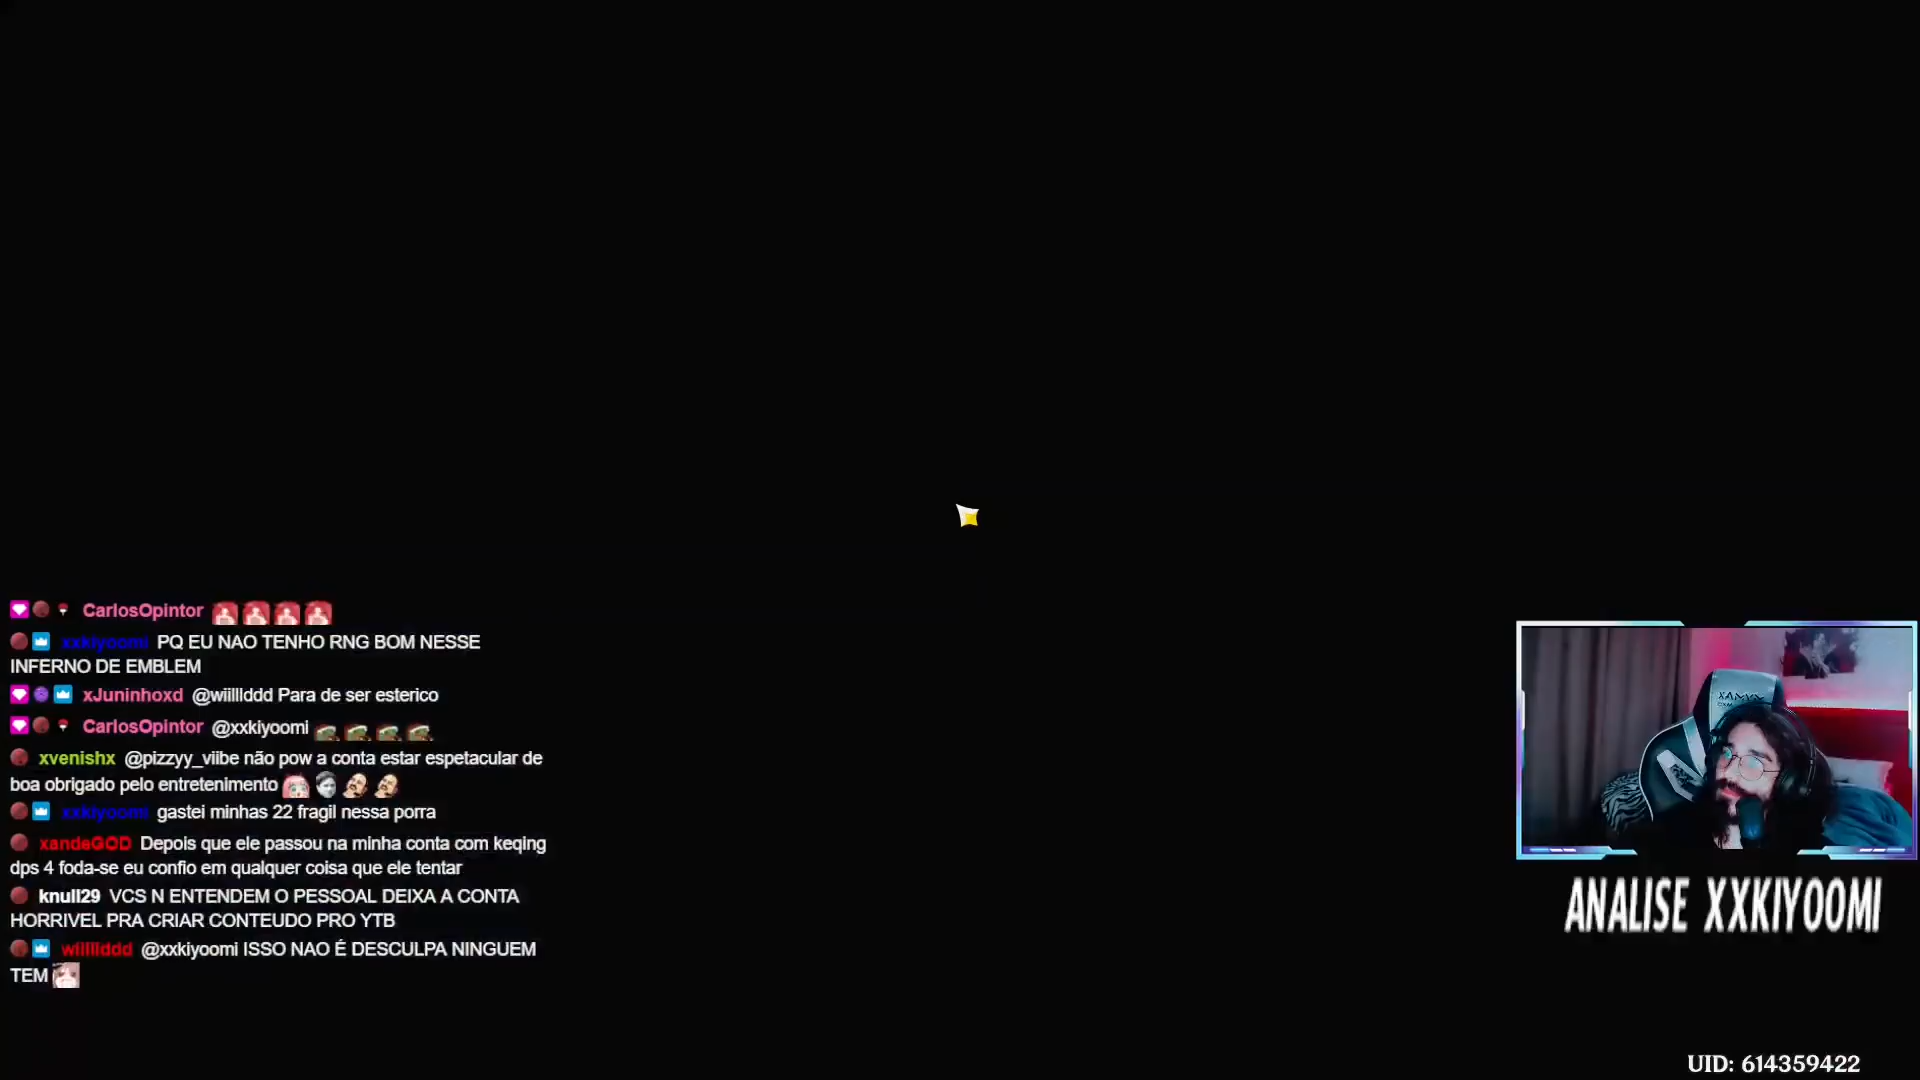 CarlosOpintor
xxkiyoomi PQ EU NAO TENHO RNG BOM NESSE
INFERNO DE EMBLEM
xJuninhoxd @wiilllddd Para de ser esterico
CarlosOpintor @xxkiyoomi
xvenishx @pizzyy_viibe não pow a conta estar espetacular de
boa obrigado pelo entretenimento
xxkiyoomi gastei minhas 22 fragil nessa porra
xandeGOD Depois que ele passou na minha conta com keqing
dps 4 foda-se eu confio em qualquer coisa que ele tentar
knull29 VCS N ENTENDEM O PESSOAL DEIXA A CONTA
HORRIVEL PRA CRIAR CONTEUDO PRO YTB
wiilllddd @xxkiyoomi ISSO NAO É DESCULPA NINGUEM
TEM
ANALISE XXKIYOOMI
UID: 614359422